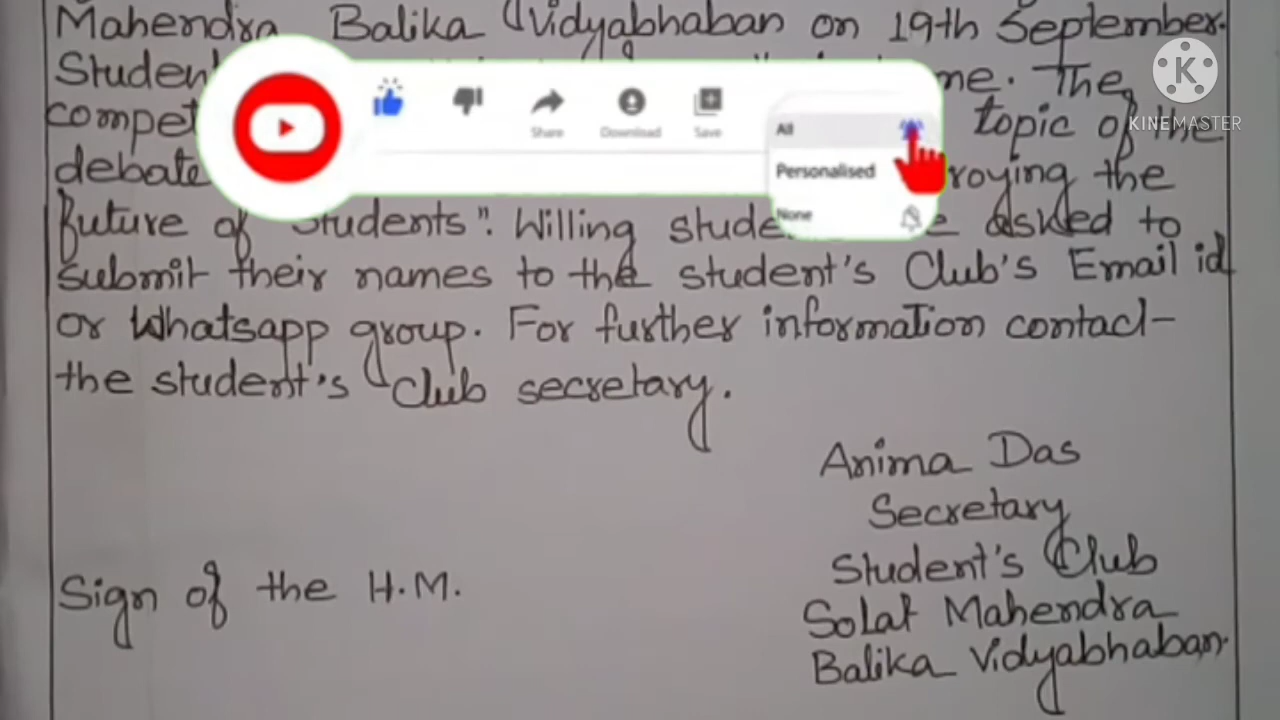 Mahendra Balika Vidyabhaban on 19th September.
Student me. The
compet topic of the
debate roying the
future of "Students". Willing stude e asked to
submit their names to the student's Club's Email id
or Whatsapp group. For further information contact
the student's Club secretary.
Anima Das
Secretary
Student's Club
Solat Mahendra
Balika Vidyabhaban.
Sign of the H.M.
Share Download Save
All
Personalised
None
K
KINEMASTER